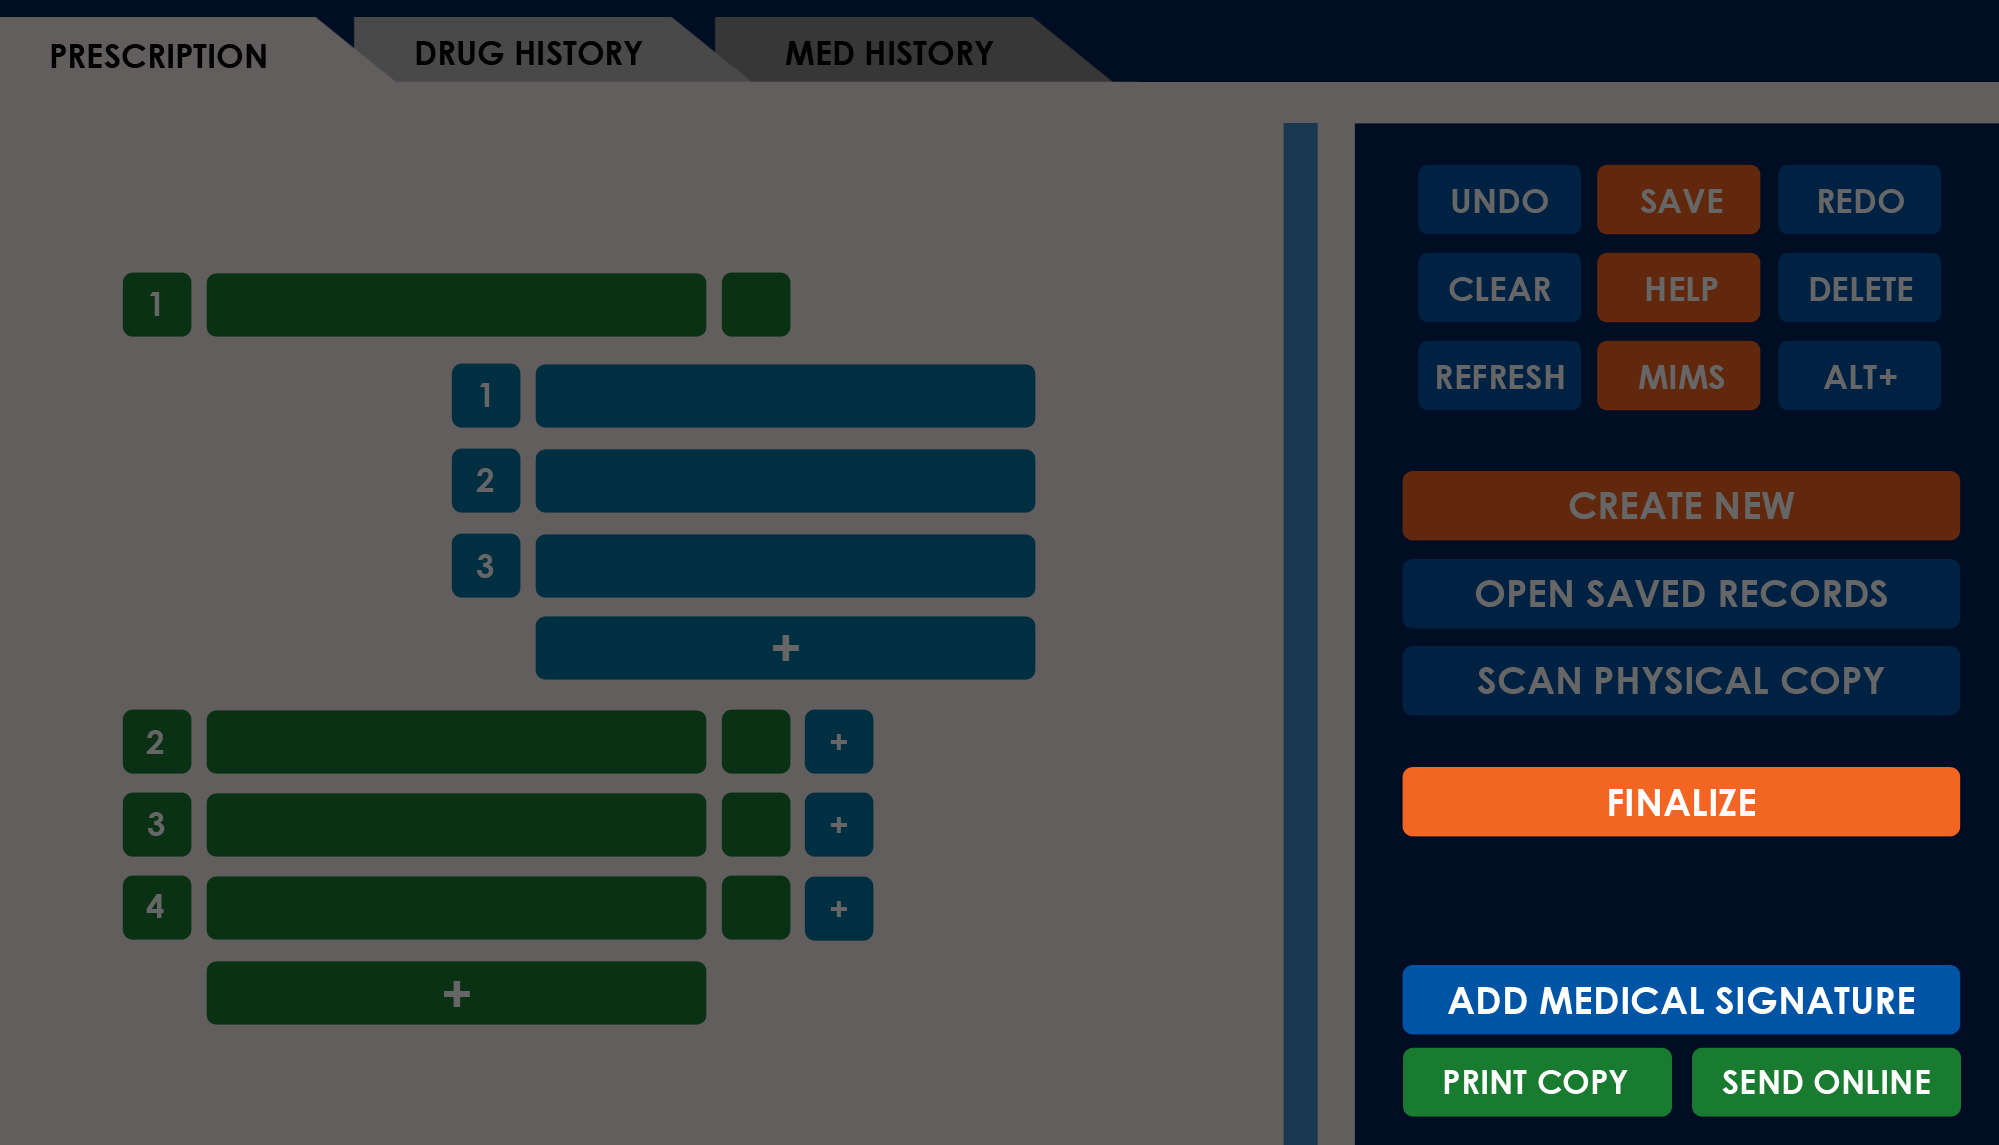 PRESCRIPTION
DRUG HISTORY
MED HISTORY
1
1
2
3
+
2 +
3 +
4 +
+
UNDO SAVE REDO
CLEAR HELP DELETE
REFRESH MIMS ALT+
CREATE NEW
OPEN SAVED RECORDS
SCAN PHYSICAL COPY
FINALIZE
ADD MEDICAL SIGNATURE
PRINT COPY SEND ONLINE